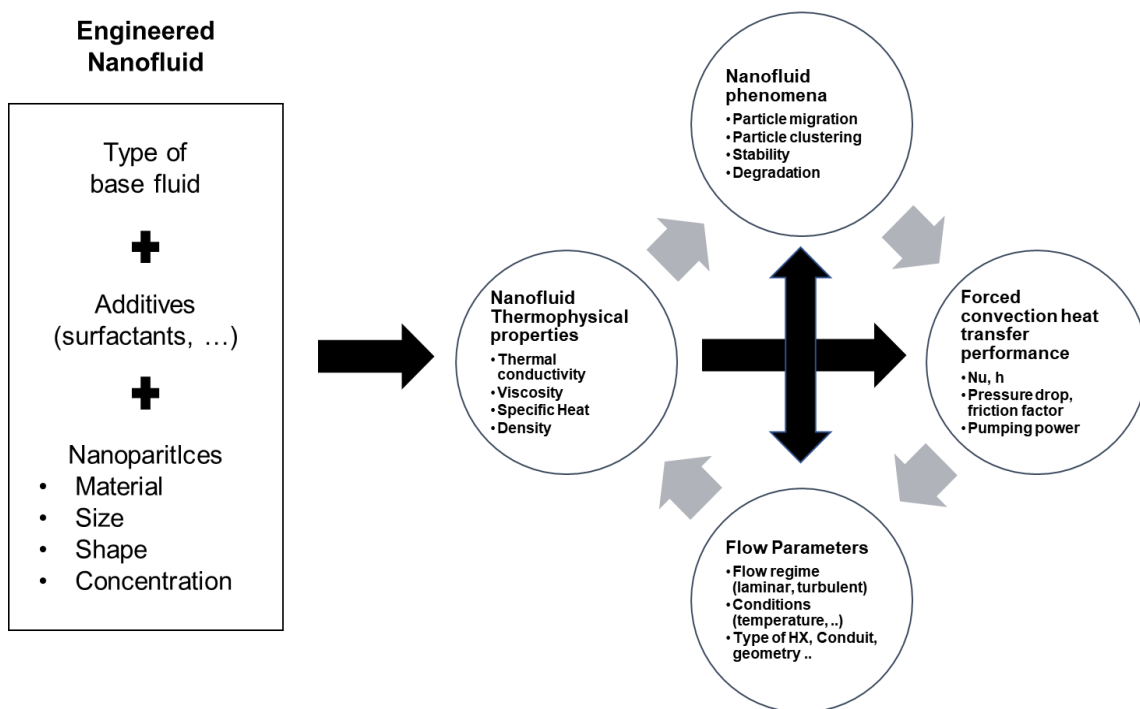 Engineered
Nanofluid
Type of
base fluid
Additives
(surfactants, …)
NanoparitIces
• Material
• Size
• Shape
• Concentration
Nanofluid
Thermophysical
properties
• Thermal
conductivity
• Viscosity
• Specific Heat
• Density
Nanofluid
phenomena
• Particle migration
• Particle clustering
• Stability
• Degradation
Forced
convection heat
transfer
performance
• Nu, h
• Pressure drop,
friction factor
• Pumping power
Flow Parameters
• Flow regime
(laminar, turbulent)
• Conditions
(temperature, ..)
• Type of HX, Conduit,
geometry ..